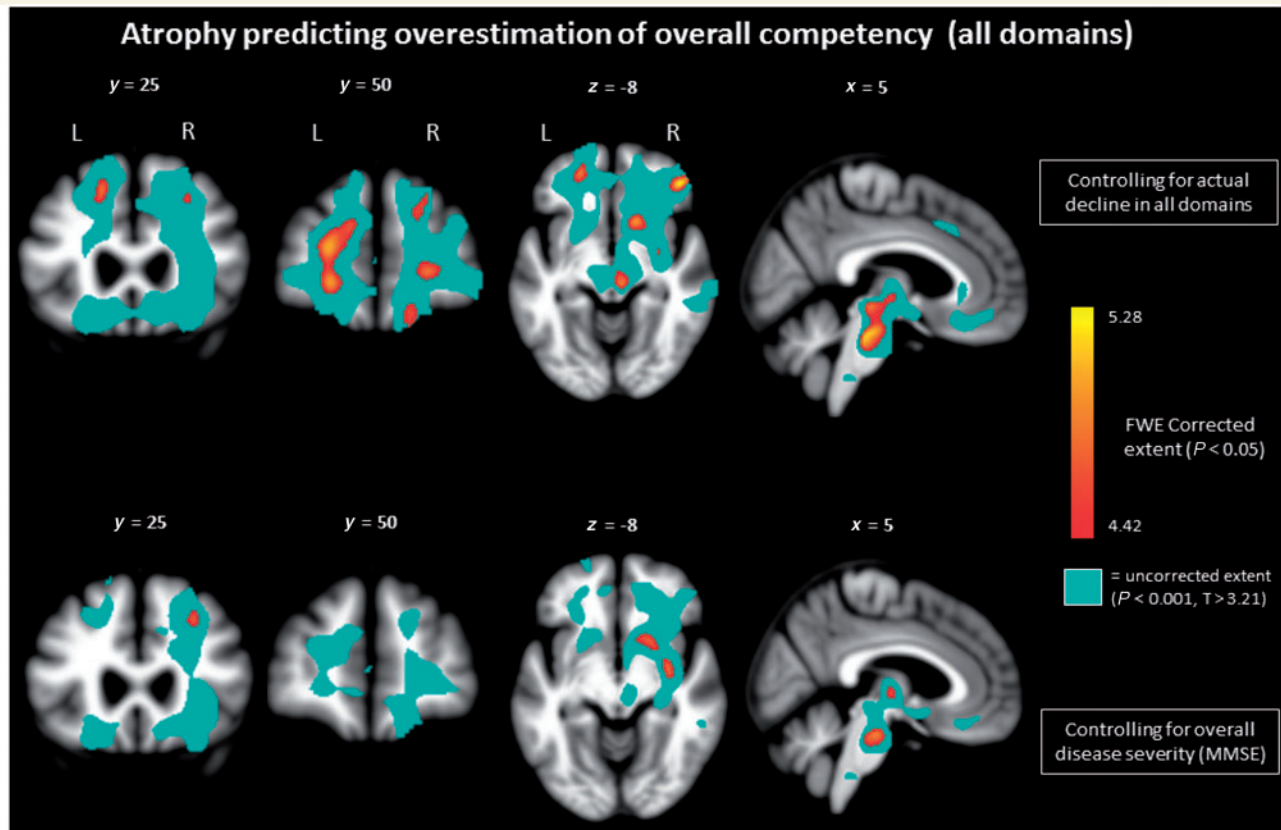 Atrophy predicting overestimation of overall competency (all domains)
y = 25
y = 50
z = -8
x = 5
L
R
L
R
L
R
Controlling for actual
decline in all domains
5.28
FWE Corrected
extent (P < 0.05)
4.42
= uncorrected extent
(P < 0.001, T > 3.21)
y = 25
y = 50
z = -8
x = 5
Controlling for overall
disease severity (MMSE)